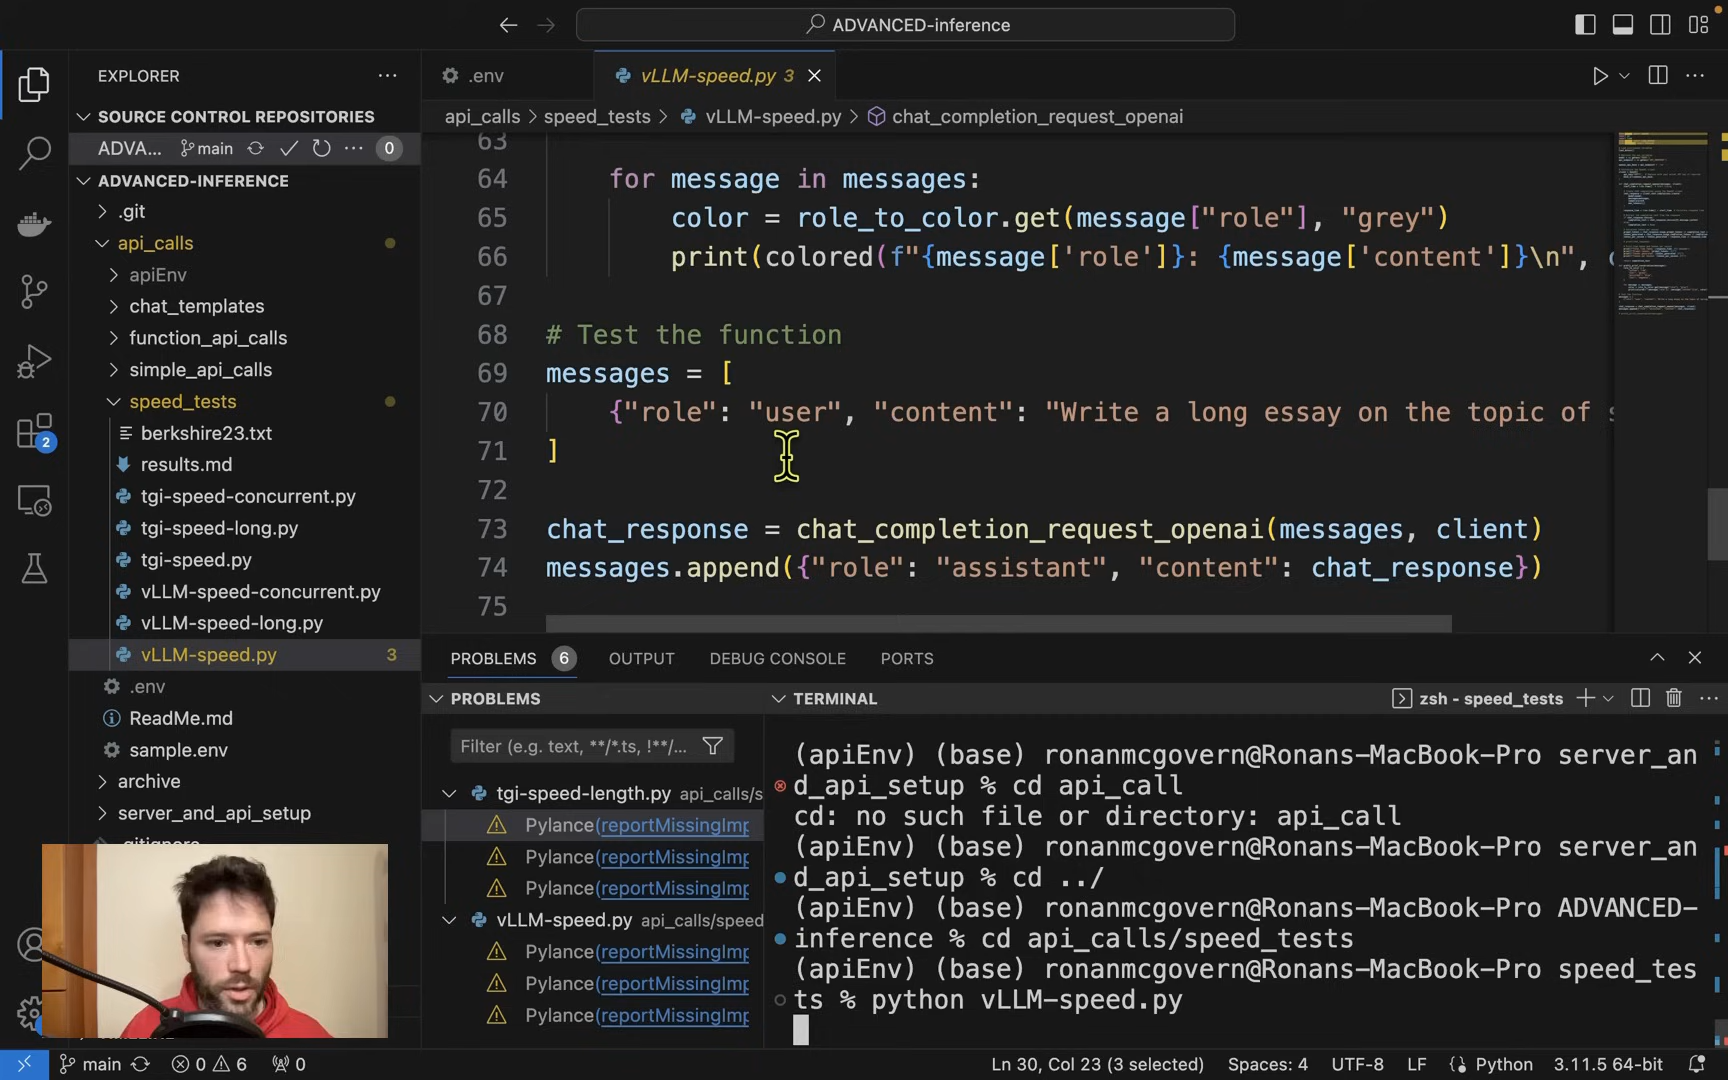 ADVANCED-inference
EXPLORER
SOURCE CONTROL REPOSITORIES
ADVA... main 0
ADVANCED-INFERENCE
.git
api_calls
apiEnv
chat_templates
function_api_calls
simple_api_calls
speed_tests
berkshire23.txt
results.md
tgi-speed-concurrent.py
tgi-speed-long.py
tgi-speed.py
vLLM-speed-concurrent.py
vLLM-speed-long.py
vLLM-speed.py 3
.env
ReadMe.md
sample.env
archive
server_and_api_setup
2
.env
vLLM-speed.py 3
api_calls > speed_tests > vLLM-speed.py > chat_completion_request_openai
63
64 for message in messages:
65 color = role_to_color.get(message["role"], "grey")
66 print(colored(f"{message['role']}: {message['content']}\n", c
67
68 # Test the function
69 messages = [
70 {"role": "user", "content": "Write a long essay on the topic of s
71 ]
72
73 chat_response = chat_completion_request_openai(messages, client)
74 messages.append({"role": "assistant", "content": chat_response})
75
PROBLEMS 6 OUTPUT DEBUG CONSOLE PORTS
PROBLEMS
Filter (e.g. text, **/*.ts, !**/...
tgi-speed-length.py api_calls/s
Pylance(reportMissingImp
Pylance(reportMissingImp
Pylance(reportMissingImp
vLLM-speed.py api_calls/speed
Pylance(reportMissingImp
Pylance(reportMissingImp
Pylance(reportMissingImp
TERMINAL
zsh - speed_tests
(apiEnv) (base) ronanmcgovern@Ronans-MacBook-Pro server_an
d_api_setup % cd api_call
cd: no such file or directory: api_call
(apiEnv) (base) ronanmcgovern@Ronans-MacBook-Pro server_an
d_api_setup % cd ../
(apiEnv) (base) ronanmcgovern@Ronans-MacBook-Pro ADVANCED-
inference % cd api_calls/speed_tests
(apiEnv) (base) ronanmcgovern@Ronans-MacBook-Pro speed_tes
ts % python vLLM-speed.py
main 0 6 0
Ln 30, Col 23 (3 selected) Spaces: 4 UTF-8 LF Python 3.11.5 64-bit